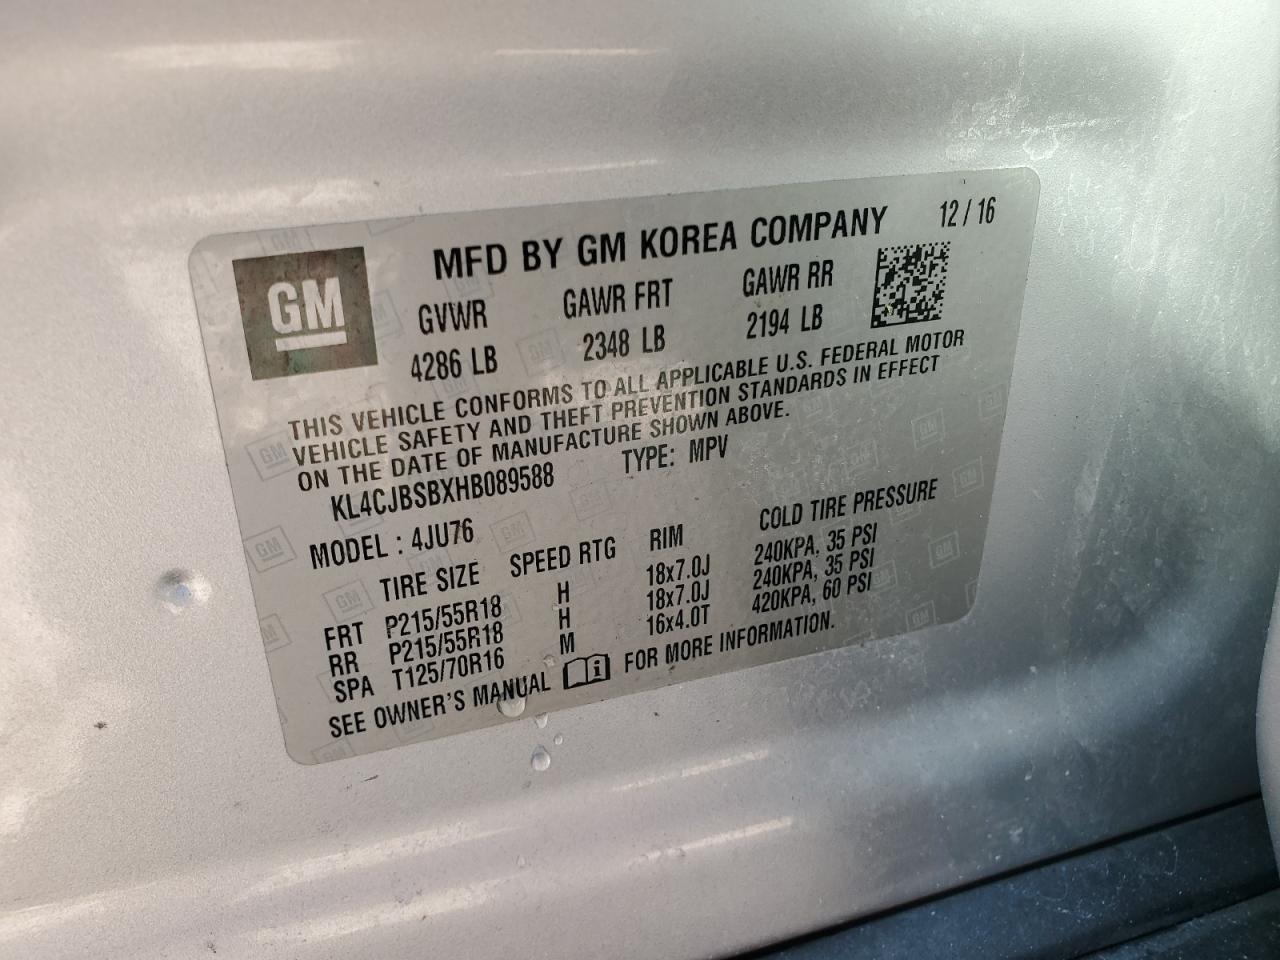 GM
MFD BY GM KOREA COMPANY 12 / 16
GVWR GAWR FRT GAWR RR
4286 LB 2348 LB 2194 LB
THIS VEHICLE CONFORMS TO ALL APPLICABLE U.S. FEDERAL MOTOR
VEHICLE SAFETY AND THEFT PREVENTION STANDARDS IN EFFECT
ON THE DATE OF MANUFACTURE SHOWN ABOVE.
KL4CJBSBXHB089588 TYPE: MPV
MODEL : 4JU76
TIRE SIZE SPEED RTG RIM COLD TIRE PRESSURE
FRT P215/55R18 H 18x7.0J 240KPA, 35 PSI
RR P215/55R18 H 18x7.0J 240KPA, 35 PSI
SPA T125/70R16 M 16x4.0T 420KPA, 60 PSI
SEE OWNER'S MANUAL FOR MORE INFORMATION.